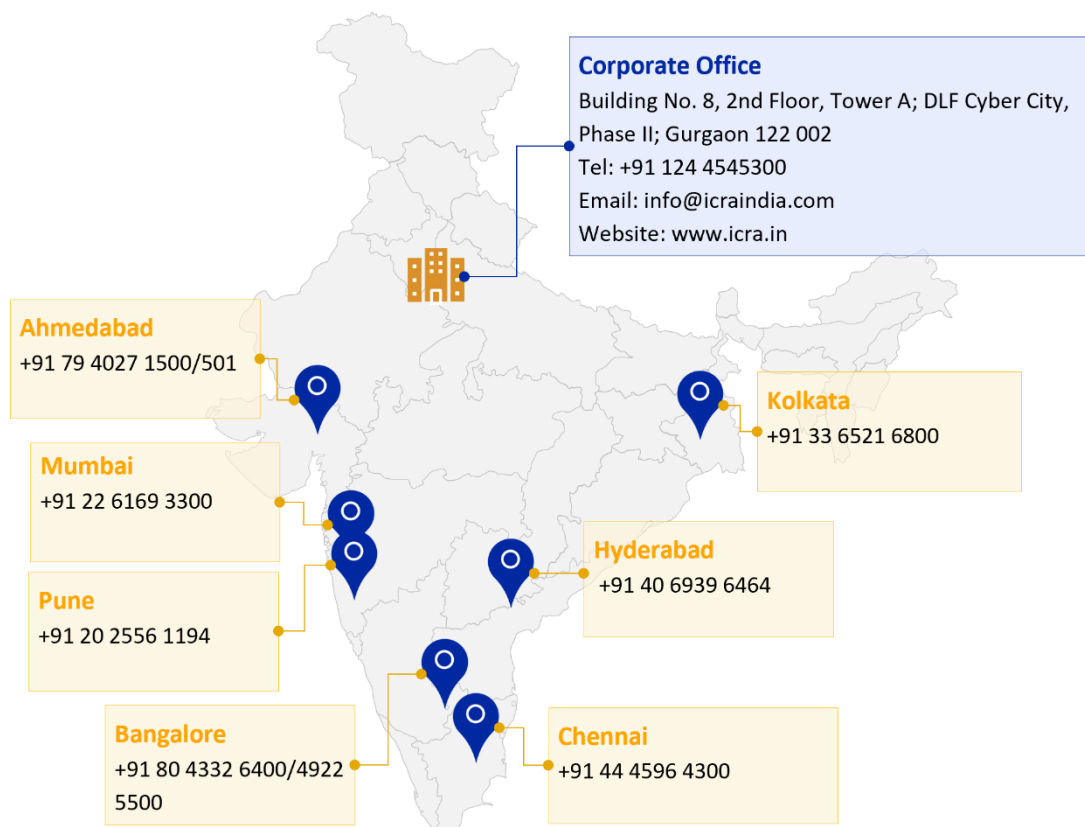 Corporate Office
Building No. 8, 2nd Floor, Tower A; DLF Cyber City,
Phase II; Gurgaon 122 002
Tel: +91 124 4545300
Email: info@icraindia.com
Website: www.icra.in
Ahmedabad
+91 79 4027 1500/501
Kolkata
+91 33 6521 6800
Mumbai
+91 22 6169 3300
Hyderabad
+91 40 6939 6464
Pune
+91 20 2556 1194
Bangalore
+91 80 4332 6400/4922
5500
Chennai
+91 44 4596 4300